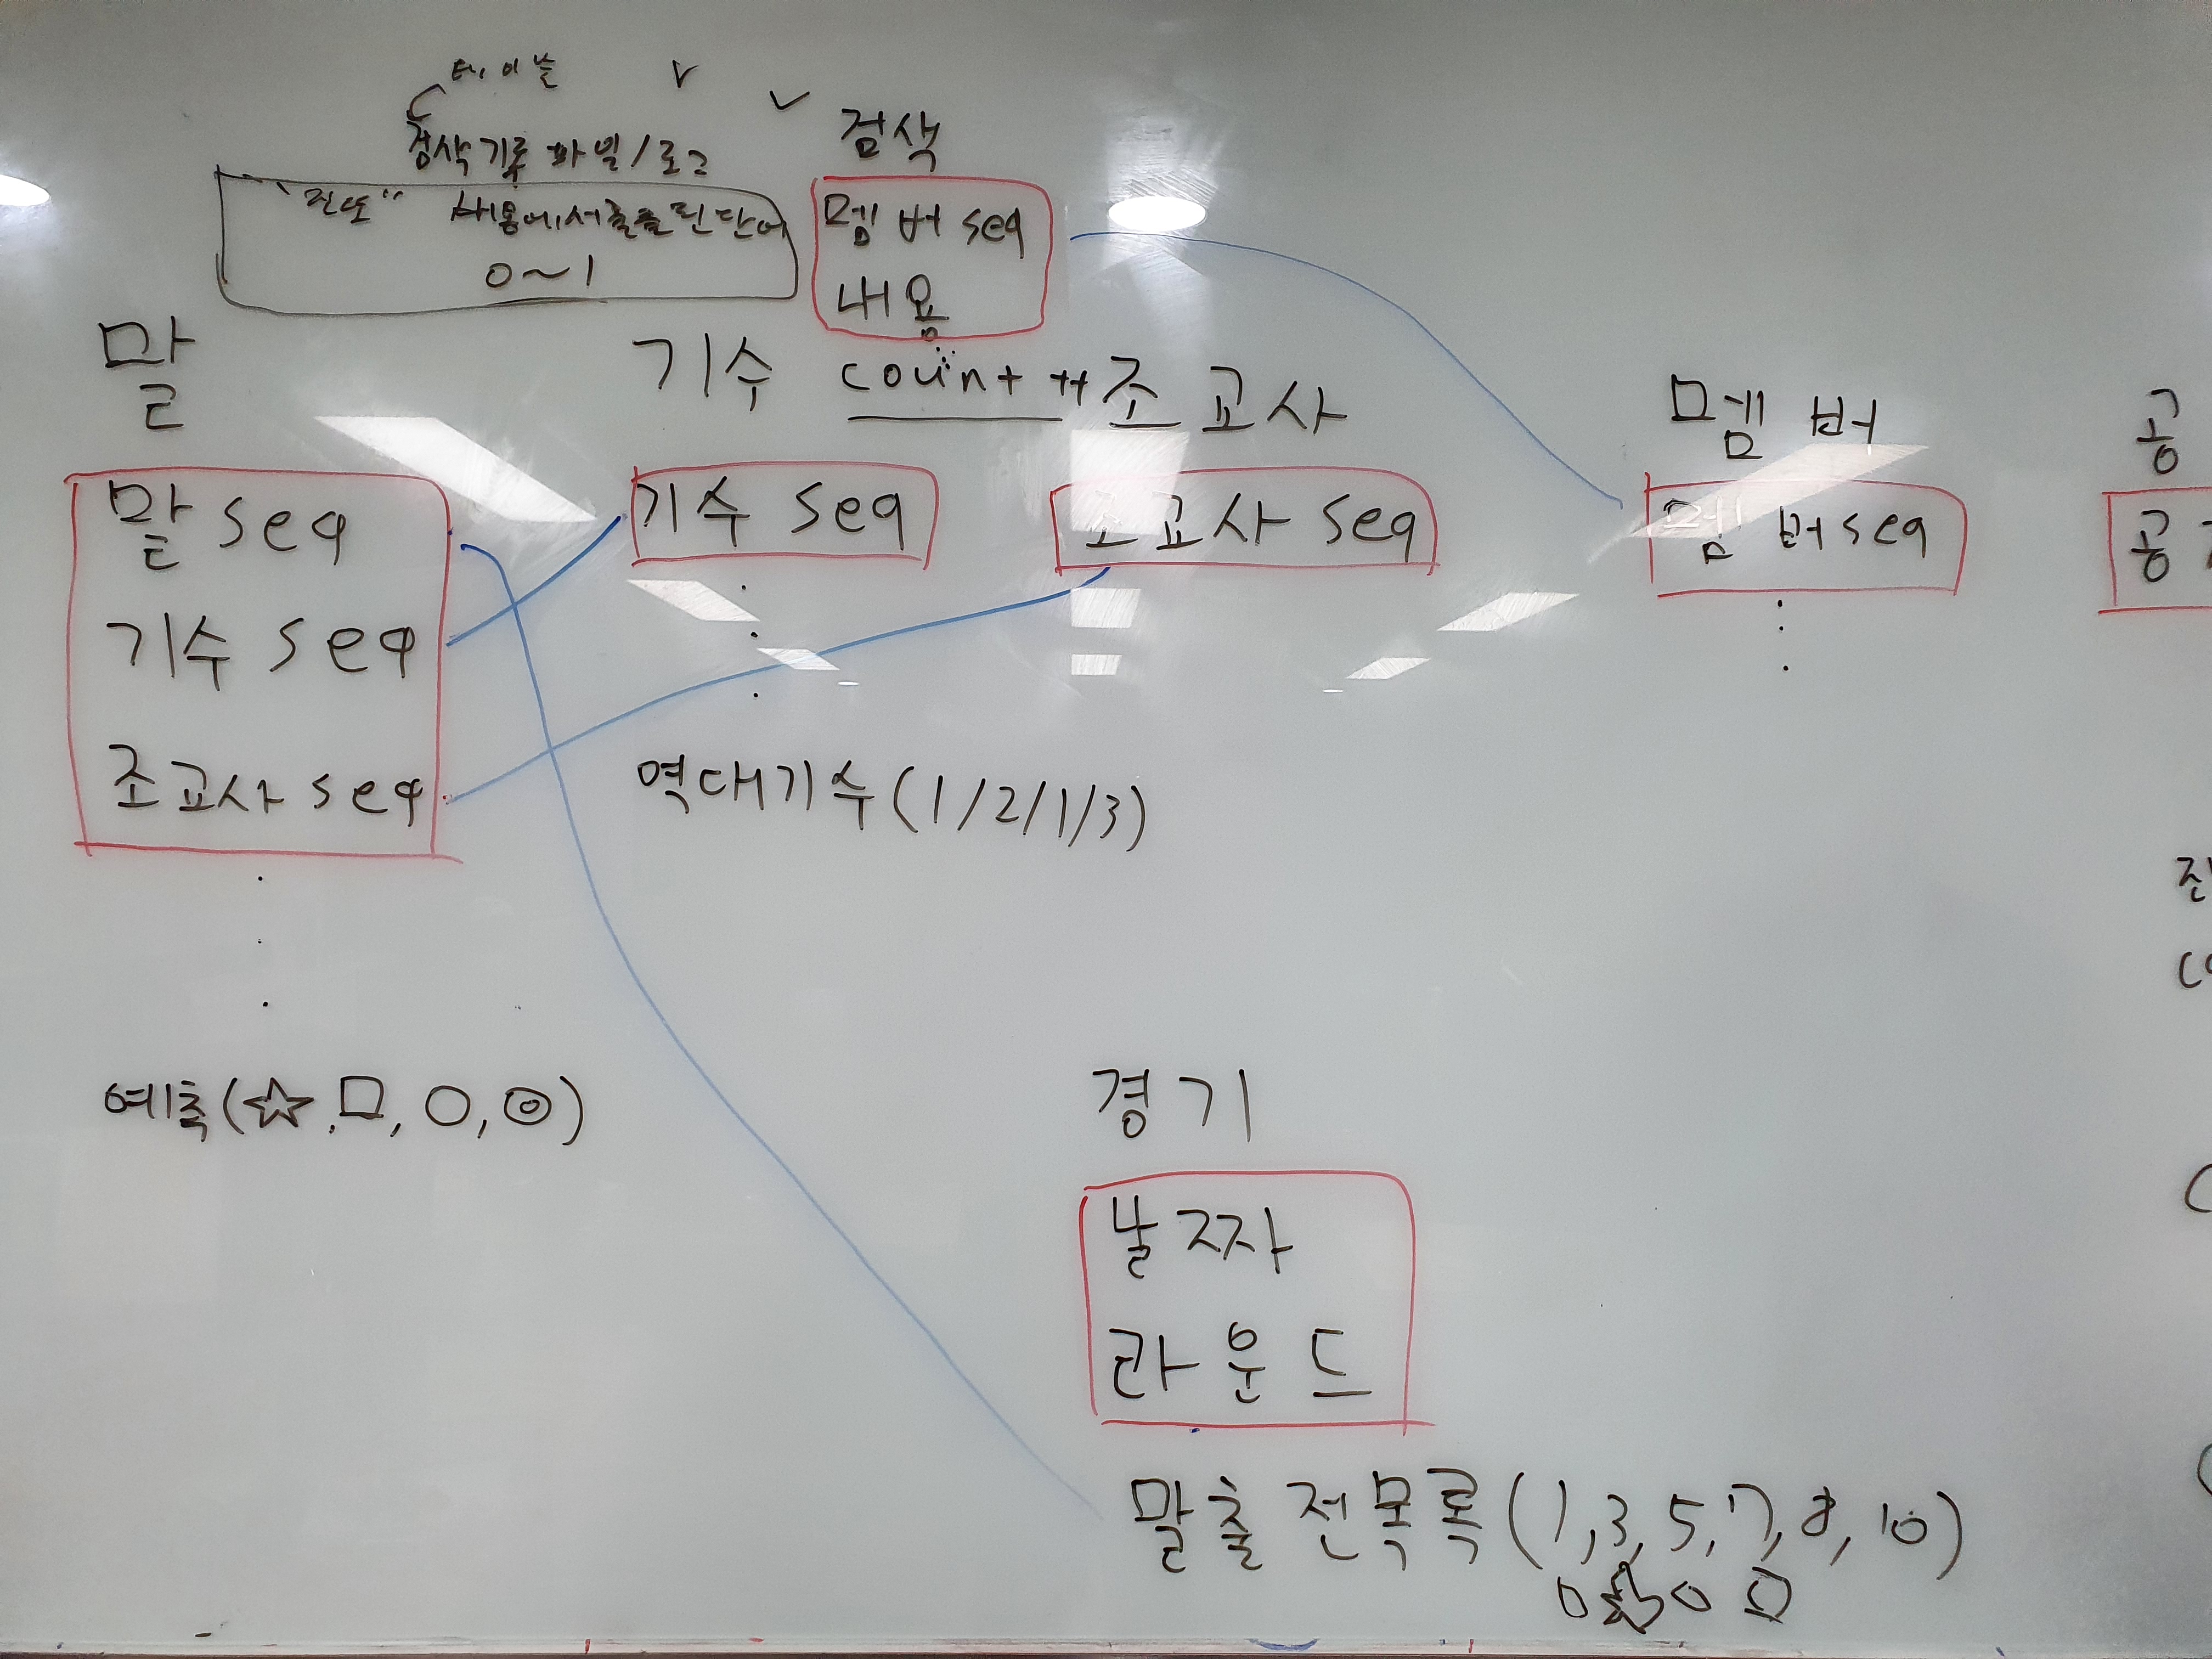 테이블
검색기록 파일/로그
검색
"진또" 내용에서 추출된 단어
0~1
멤버 seq
내용
말
기수
count ++
조교사
멤버
공
말 seq
기수 seq
조교사 seq
기수 seq
조교사 seq
멤버 seq
공
역대기수(1/2/1/3)
예측(☆,□,○,◎)
경기
날짜
라운드
말출전목록(1,3,5,7,8,10)